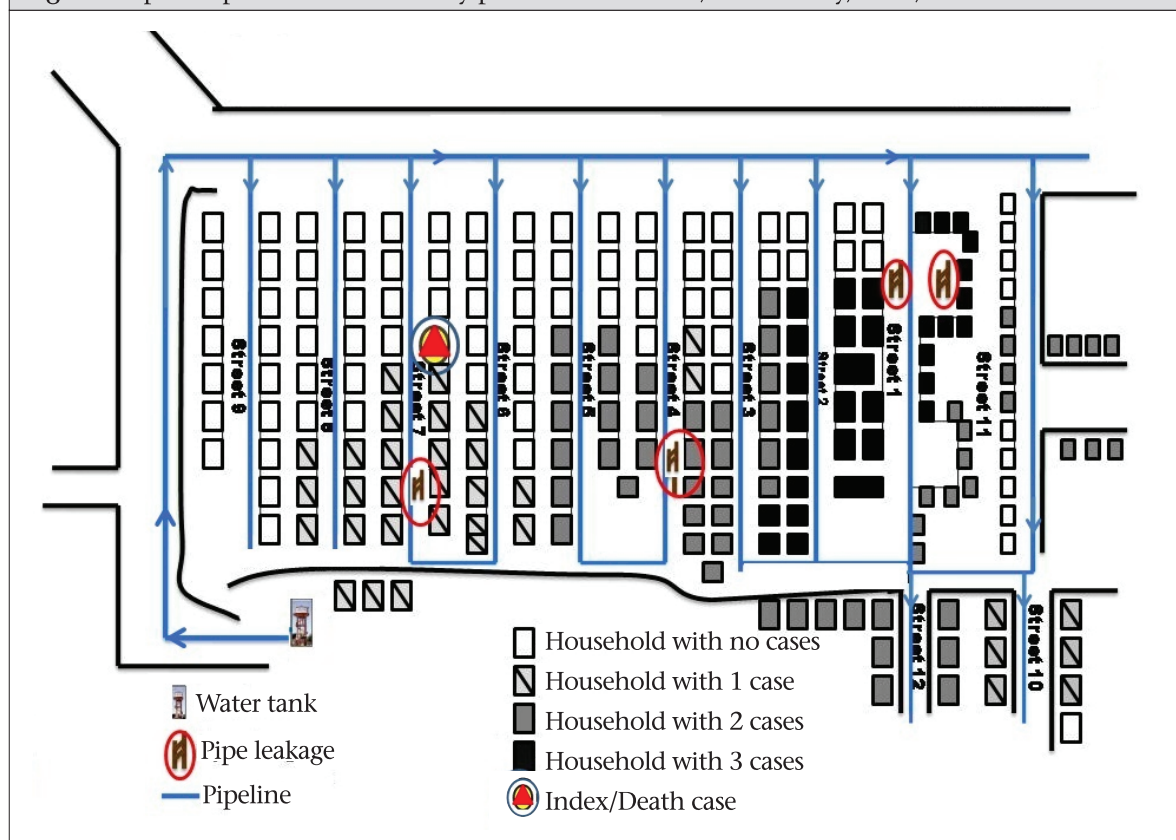 Street 9
Street 8
Street 7
Street 6
Street 5
Street 4
Street 3
Street 2
Street 1
Street 11
Street 12
Street 10
Water tank
Pipe leakage
Pipeline
Household with no cases
Household with 1 case
Household with 2 cases
Household with 3 cases
Index/Death case